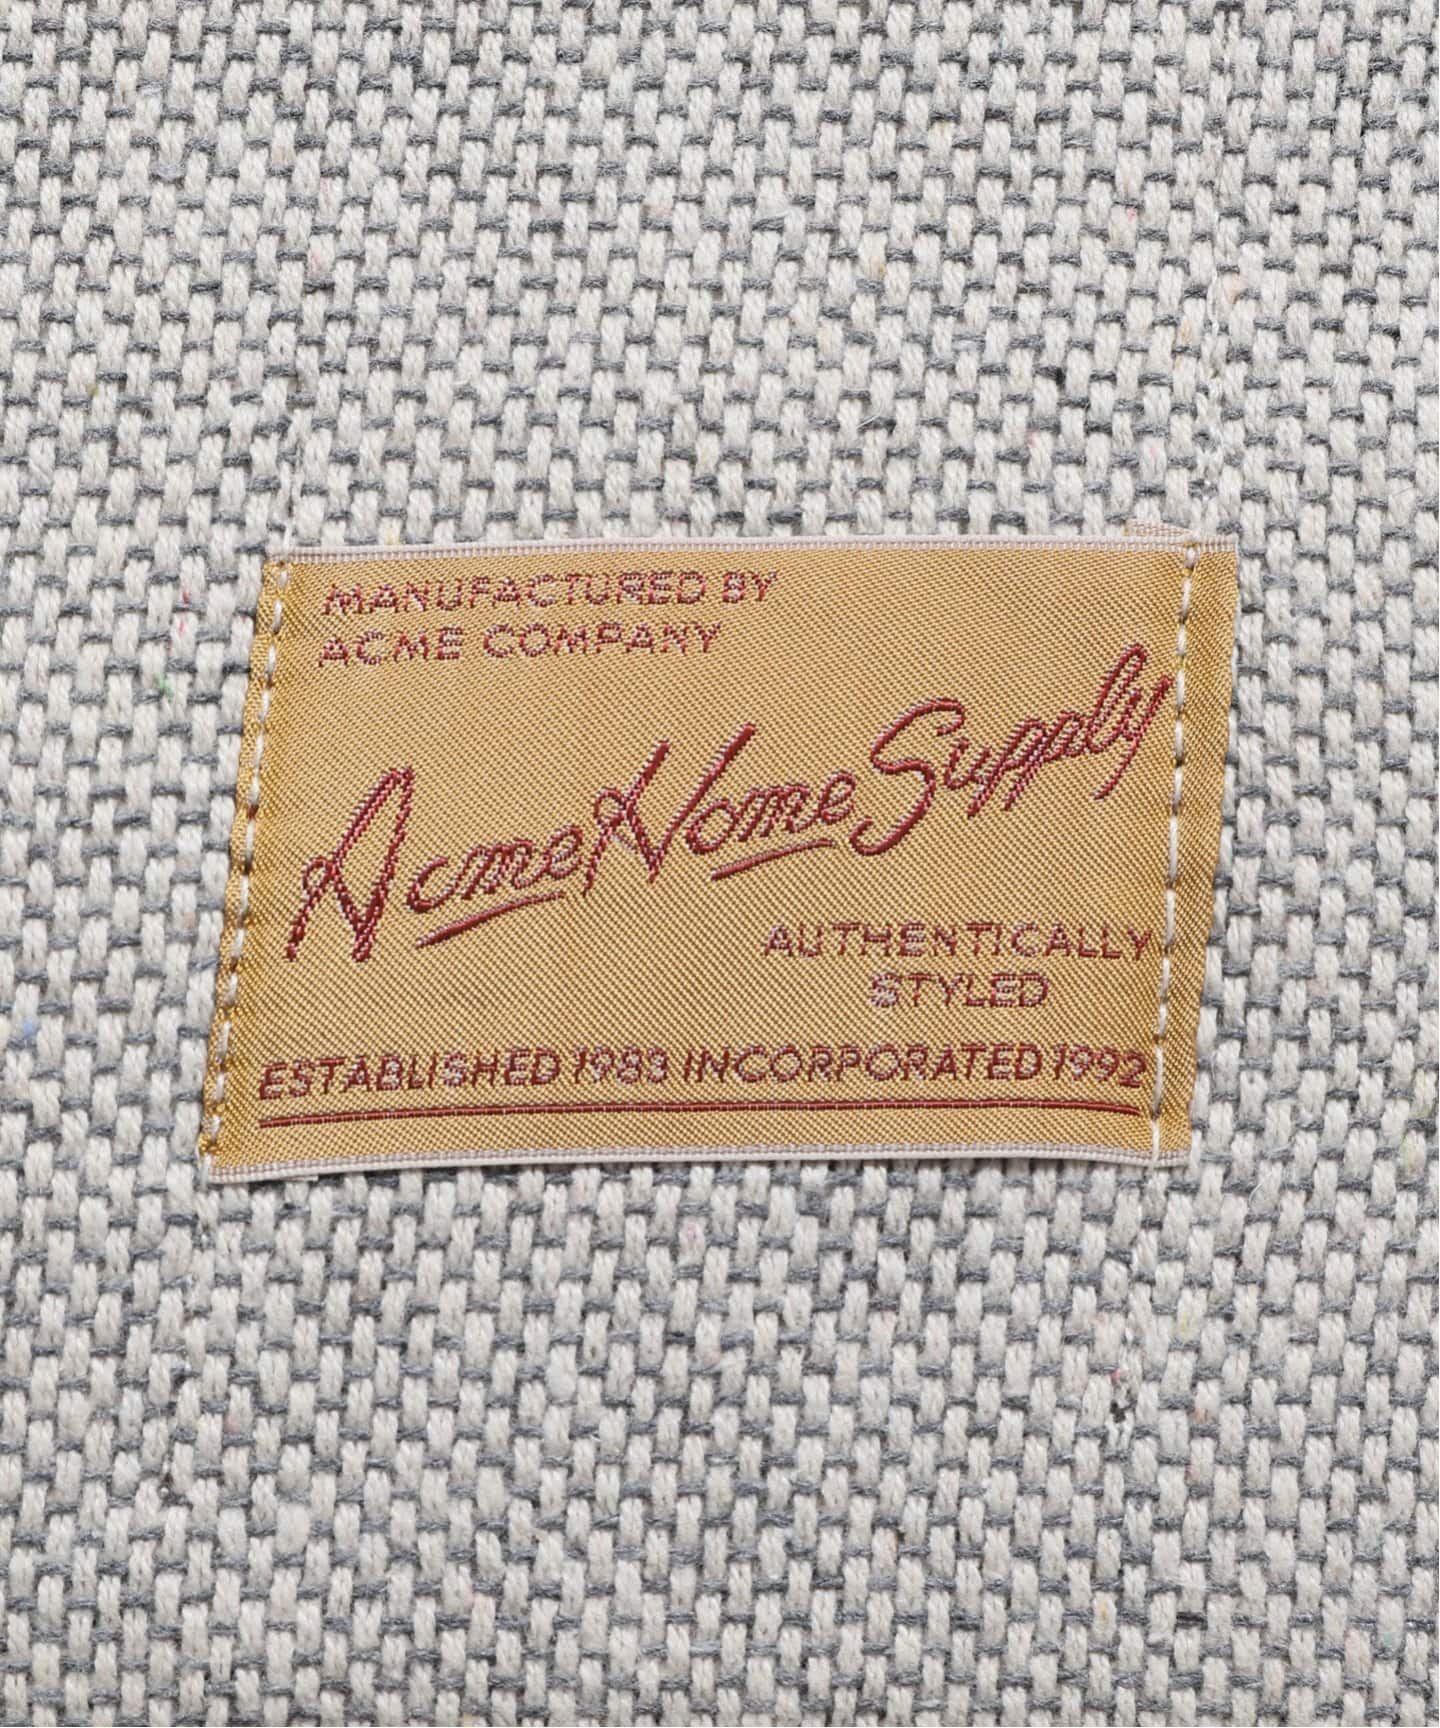 MANUFACTURED BY
ACME COMPANY
Acme Home Supply
AUTHENTICALLY
STYLED
ESTABLISHED 1983 INCORPORATED 1992